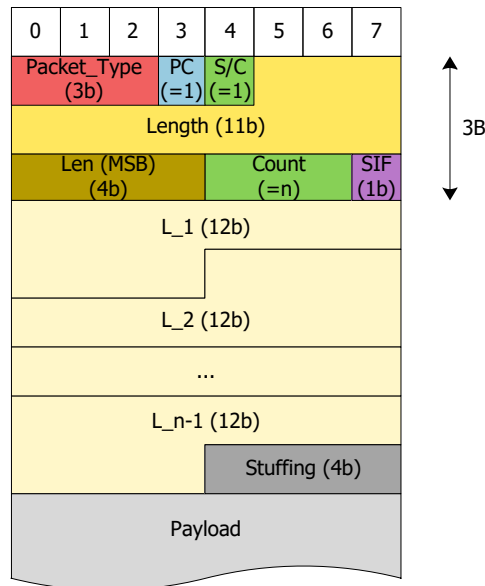 0 1 2 3 4 5 6 7
Packet_Type PC S/C
(3b) (=1) (=1)
3B
Length (11b)
Len (MSB) Count SIF
(4b) (=n) (1b)
L_1 (12b)
L_2 (12b)
...
L_n-1 (12b)
Stuffing (4b)
Payload